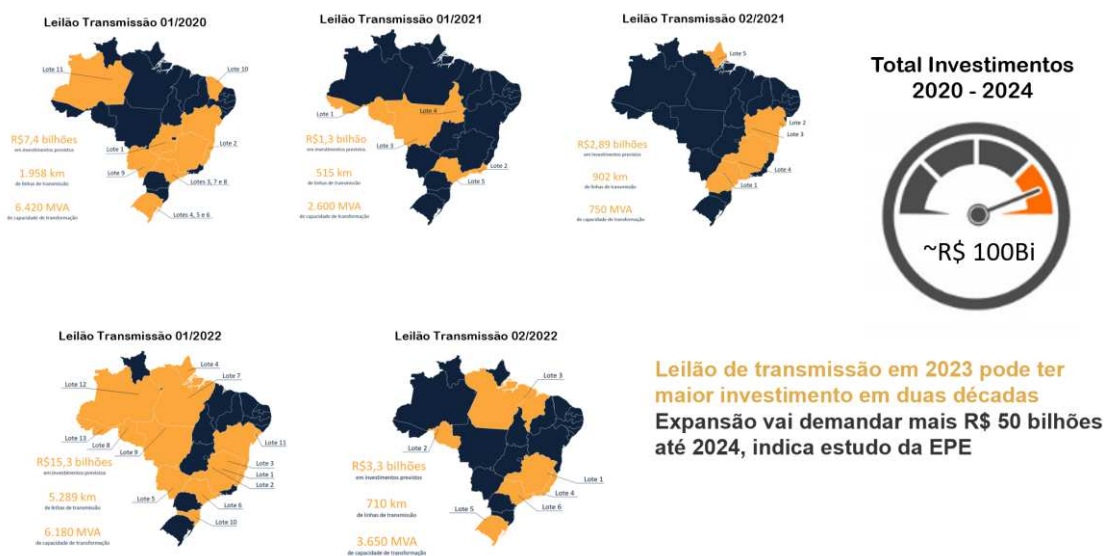 Leilão Transmissão 01/2020
Lote 11
Lote 10
R$7,4 bilhões
em investimentos previstos
Lote 1
Lote 2
1.958 km
de linhas de transmissão
Lote 9
Lotes 3, 7 e 8
6.420 MVA
de capacidade de transformação
Lotes 4, 5 e 6
Leilão Transmissão 01/2021
Lote 1
Lote 4
R$1,3 bilhão
em investimentos previstos
Lote 3
515 km
de linhas de transmissão
Lote 2
Lote 5
2.600 MVA
de capacidade de transformação
Leilão Transmissão 02/2021
Lote 5
Lote 2
Lote 3
R$2,89 bilhões
em investimentos previstos
902 km
de linhas de transmissão
Lote 4
Lote 1
750 MVA
de capacidade de transformação
Total Investimentos
2020 - 2024
~R$ 100Bi
Leilão Transmissão 01/2022
Lote 4
Lote 7
Lote 12
Lote 13
Lote 8
Lote 9
Lote 11
R$15,3 bilhões
em investimentos previstos
Lote 3
Lote 1
Lote 2
5.289 km
de linhas de transmissão
Lote 5
Lote 6
6.180 MVA
de capacidade de transformação
Lote 10
Leilão Transmissão 02/2022
Lote 3
Lote 2
R$3,3 bilhões
em investimentos previstos
Lote 1
Lote 4
710 km
de linhas de transmissão
Lote 6
Lote 5
3.650 MVA
de capacidade de transformação
Leilão de transmissão em 2023 pode ter
maior investimento em duas décadas
Expansão vai demandar mais R$ 50 bilhões
até 2024, indica estudo da EPE